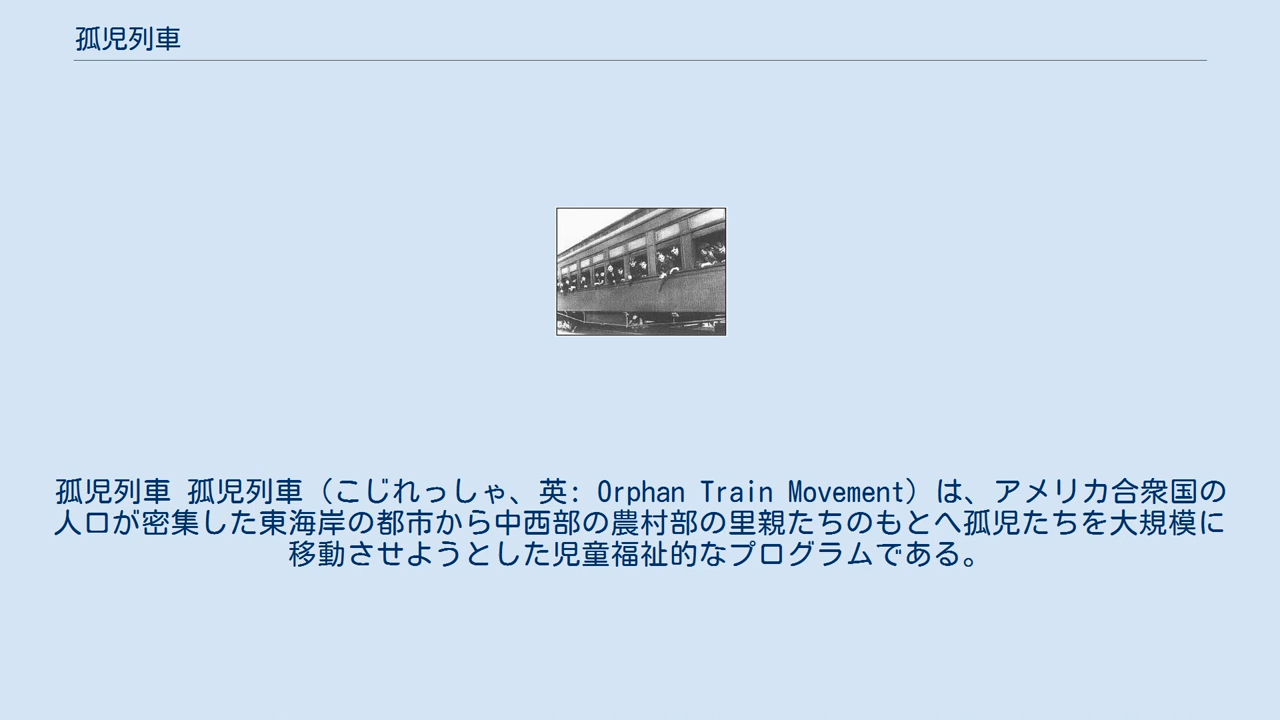 孤児列車
孤児列車 孤児列車（こじれっしゃ、英: Orphan Train Movement）は、アメリカ合衆国の
人口が密集した東海岸の都市から中西部の農村部の里親たちのもとへ孤児たちを大規模に
移動させようとした児童福祉的なプログラムである。